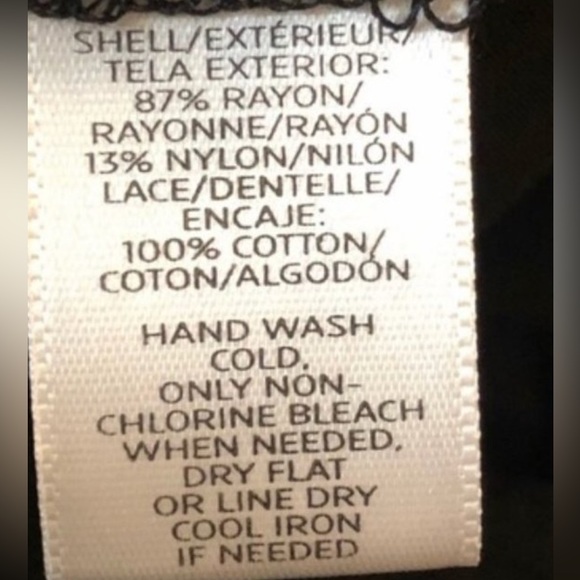 SHELL/EXTÉRIEUR/
TELA EXTERIOR:
87% RAYON/
RAYONNE/RAYÓN
13% NYLON/NILÓN
LACE/DENTELLE/
ENCAJE:
100% COTTON/
COTON/ALGODÓN
HAND WASH
COLD.
ONLY NON-
CHLORINE BLEACH
WHEN NEEDED.
DRY FLAT
OR LINE DRY
COOL IRON
IF NEEDED